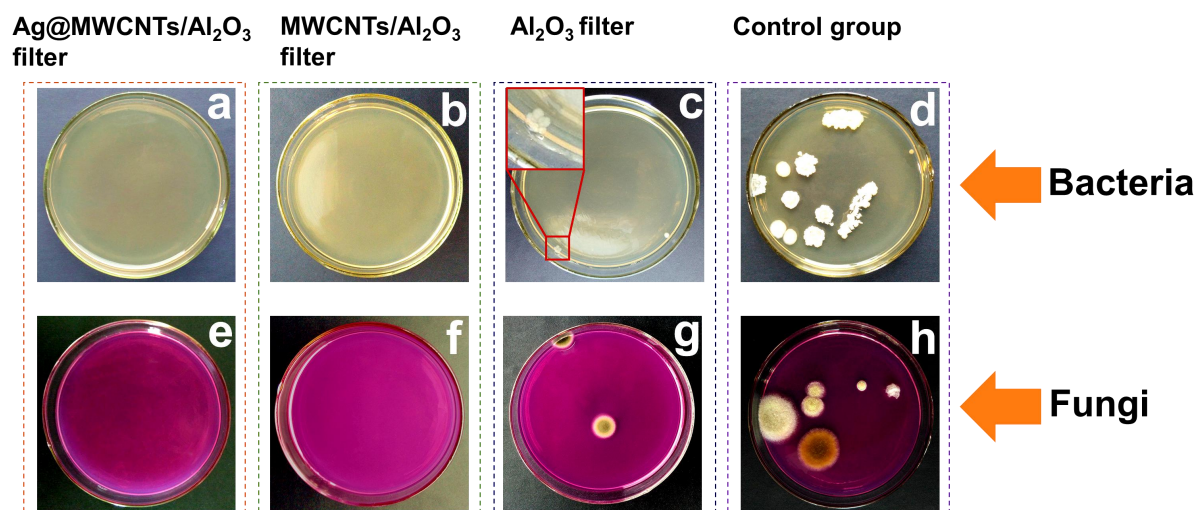 Ag@MWCNTs/Al₂O₃ filter
MWCNTs/Al₂O₃ filter
Al₂O₃ filter
Control group
a
b
c
d
Bacteria
e
f
g
h
Fungi